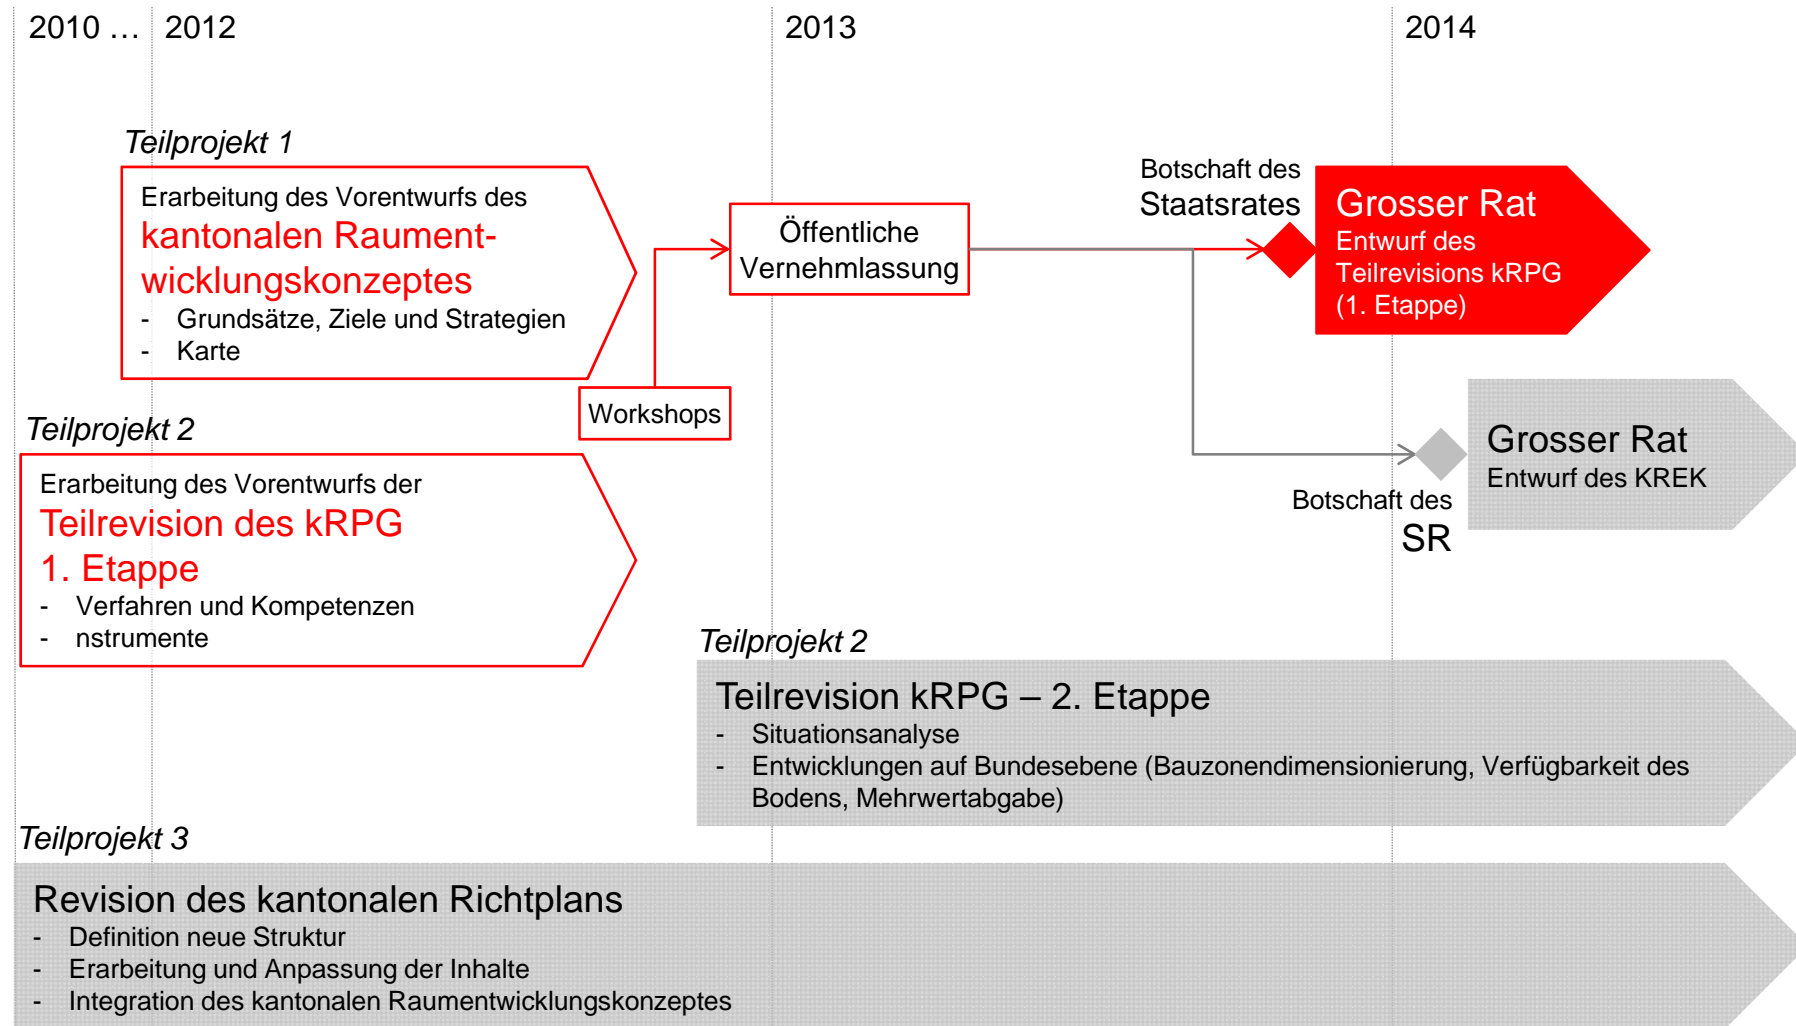 2010 … 2012 2013 2014
Teilprojekt 1
Erarbeitung des Vorentwurfs des
kantonalen Raument-
wicklungskonzeptes
- Grundsätze, Ziele und Strategien
- Karte
Workshops
Öffentliche
Vernehmlassung
Botschaft des
Staatsrates
Grosser Rat
Entwurf des
Teilrevisions kRPG
(1. Etappe)
Teilprojekt 2
Erarbeitung des Vorentwurfs der
Teilrevision des kRPG
1. Etappe
- Verfahren und Kompetenzen
- nstrumente
Botschaft des
SR
Grosser Rat
Entwurf des KREK
Teilprojekt 2
Teilrevision kRPG – 2. Etappe
- Situationsanalyse
- Entwicklungen auf Bundesebene (Bauzonendimensionierung, Verfügbarkeit des
Bodens, Mehrwertabgabe)
Teilprojekt 3
Revision des kantonalen Richtplans
- Definition neue Struktur
- Erarbeitung und Anpassung der Inhalte
- Integration des kantonalen Raumentwicklungskonzeptes